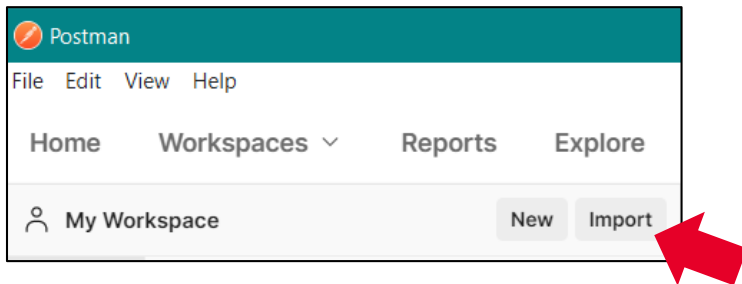 Postman
File Edit View Help
Home Workspaces Reports Explore
My Workspace New Import